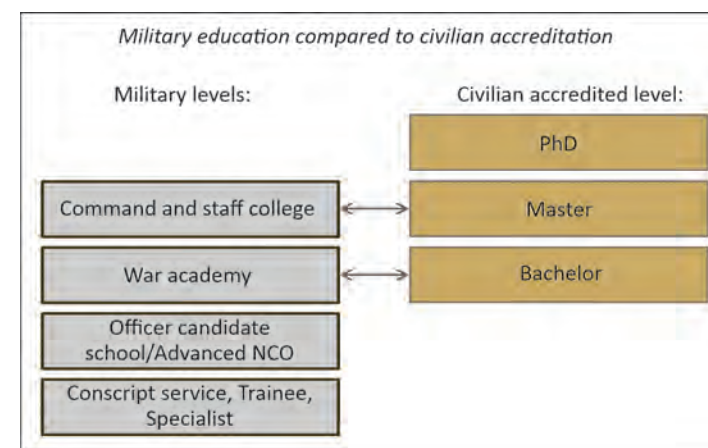 Military education compared to civilian accreditation
Military levels:
Civilian accredited level:
PhD
Command and staff college
Master
War academy
Bachelor
Officer candidate
school/Advanced NCO
Conscript service, Trainee,
Specialist